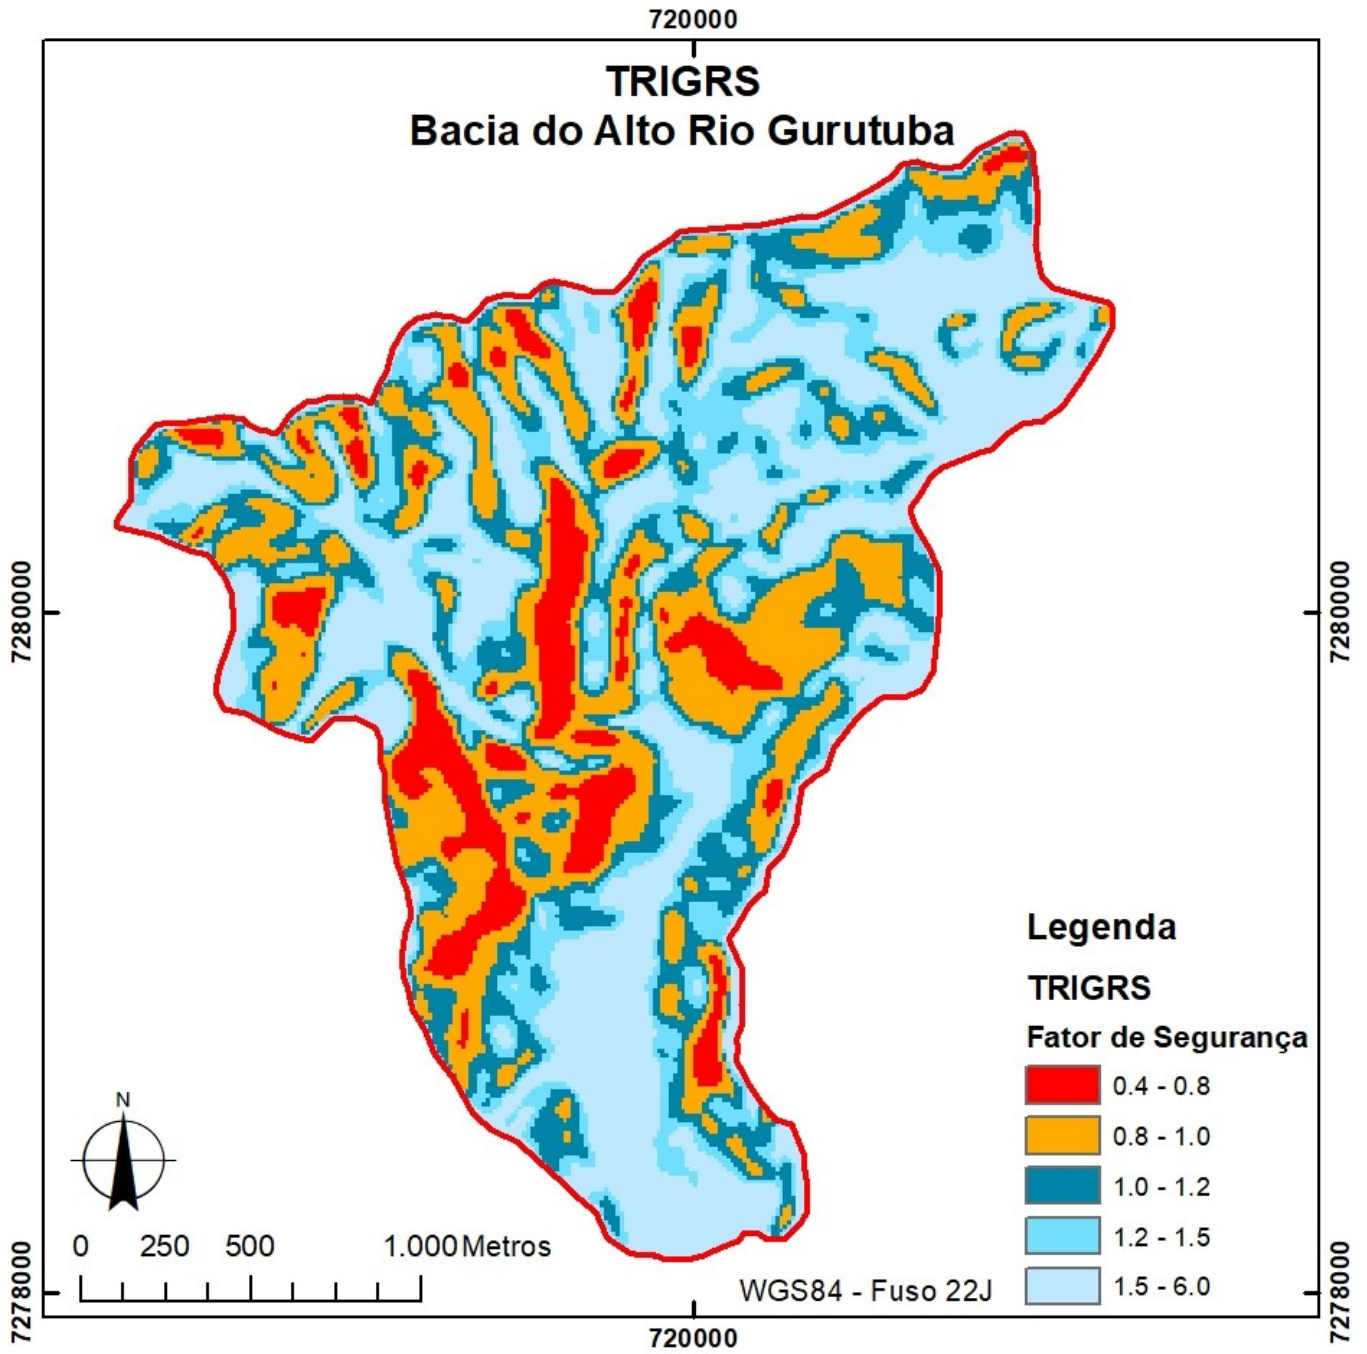 720000
TRIGRS
Bacia do Alto Rio Gurutuba
7280000
7280000
Legenda
TRIGRS
Fator de Segurança
0.4 - 0.8
0.8 - 1.0
1.0 - 1.2
1.2 - 1.5
1.5 - 6.0
N
0 250 500 1.000 Metros
WGS84 - Fuso 22J
7278000
7278000
720000